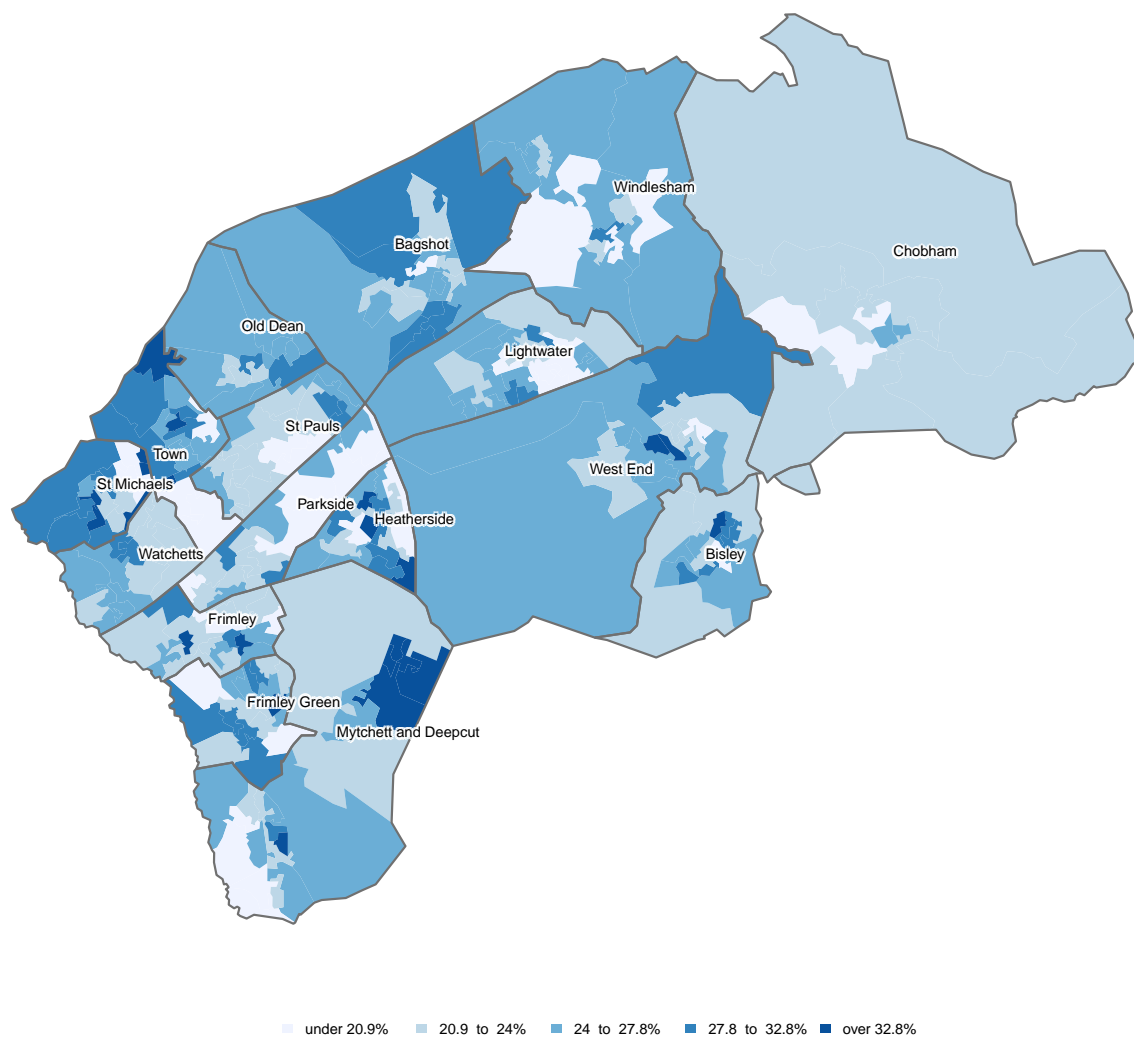 Windlesham
Bagshot
Chobham
Old Dean
Lightwater
St Pauls
Town
West End
St Michaels
Parkside
Heatherside
Watchetts
Bisley
Frimley
Frimley Green
Mytchett and Deepcut
under 20.9% 20.9 to 24% 24 to 27.8% 27.8 to 32.8% over 32.8%